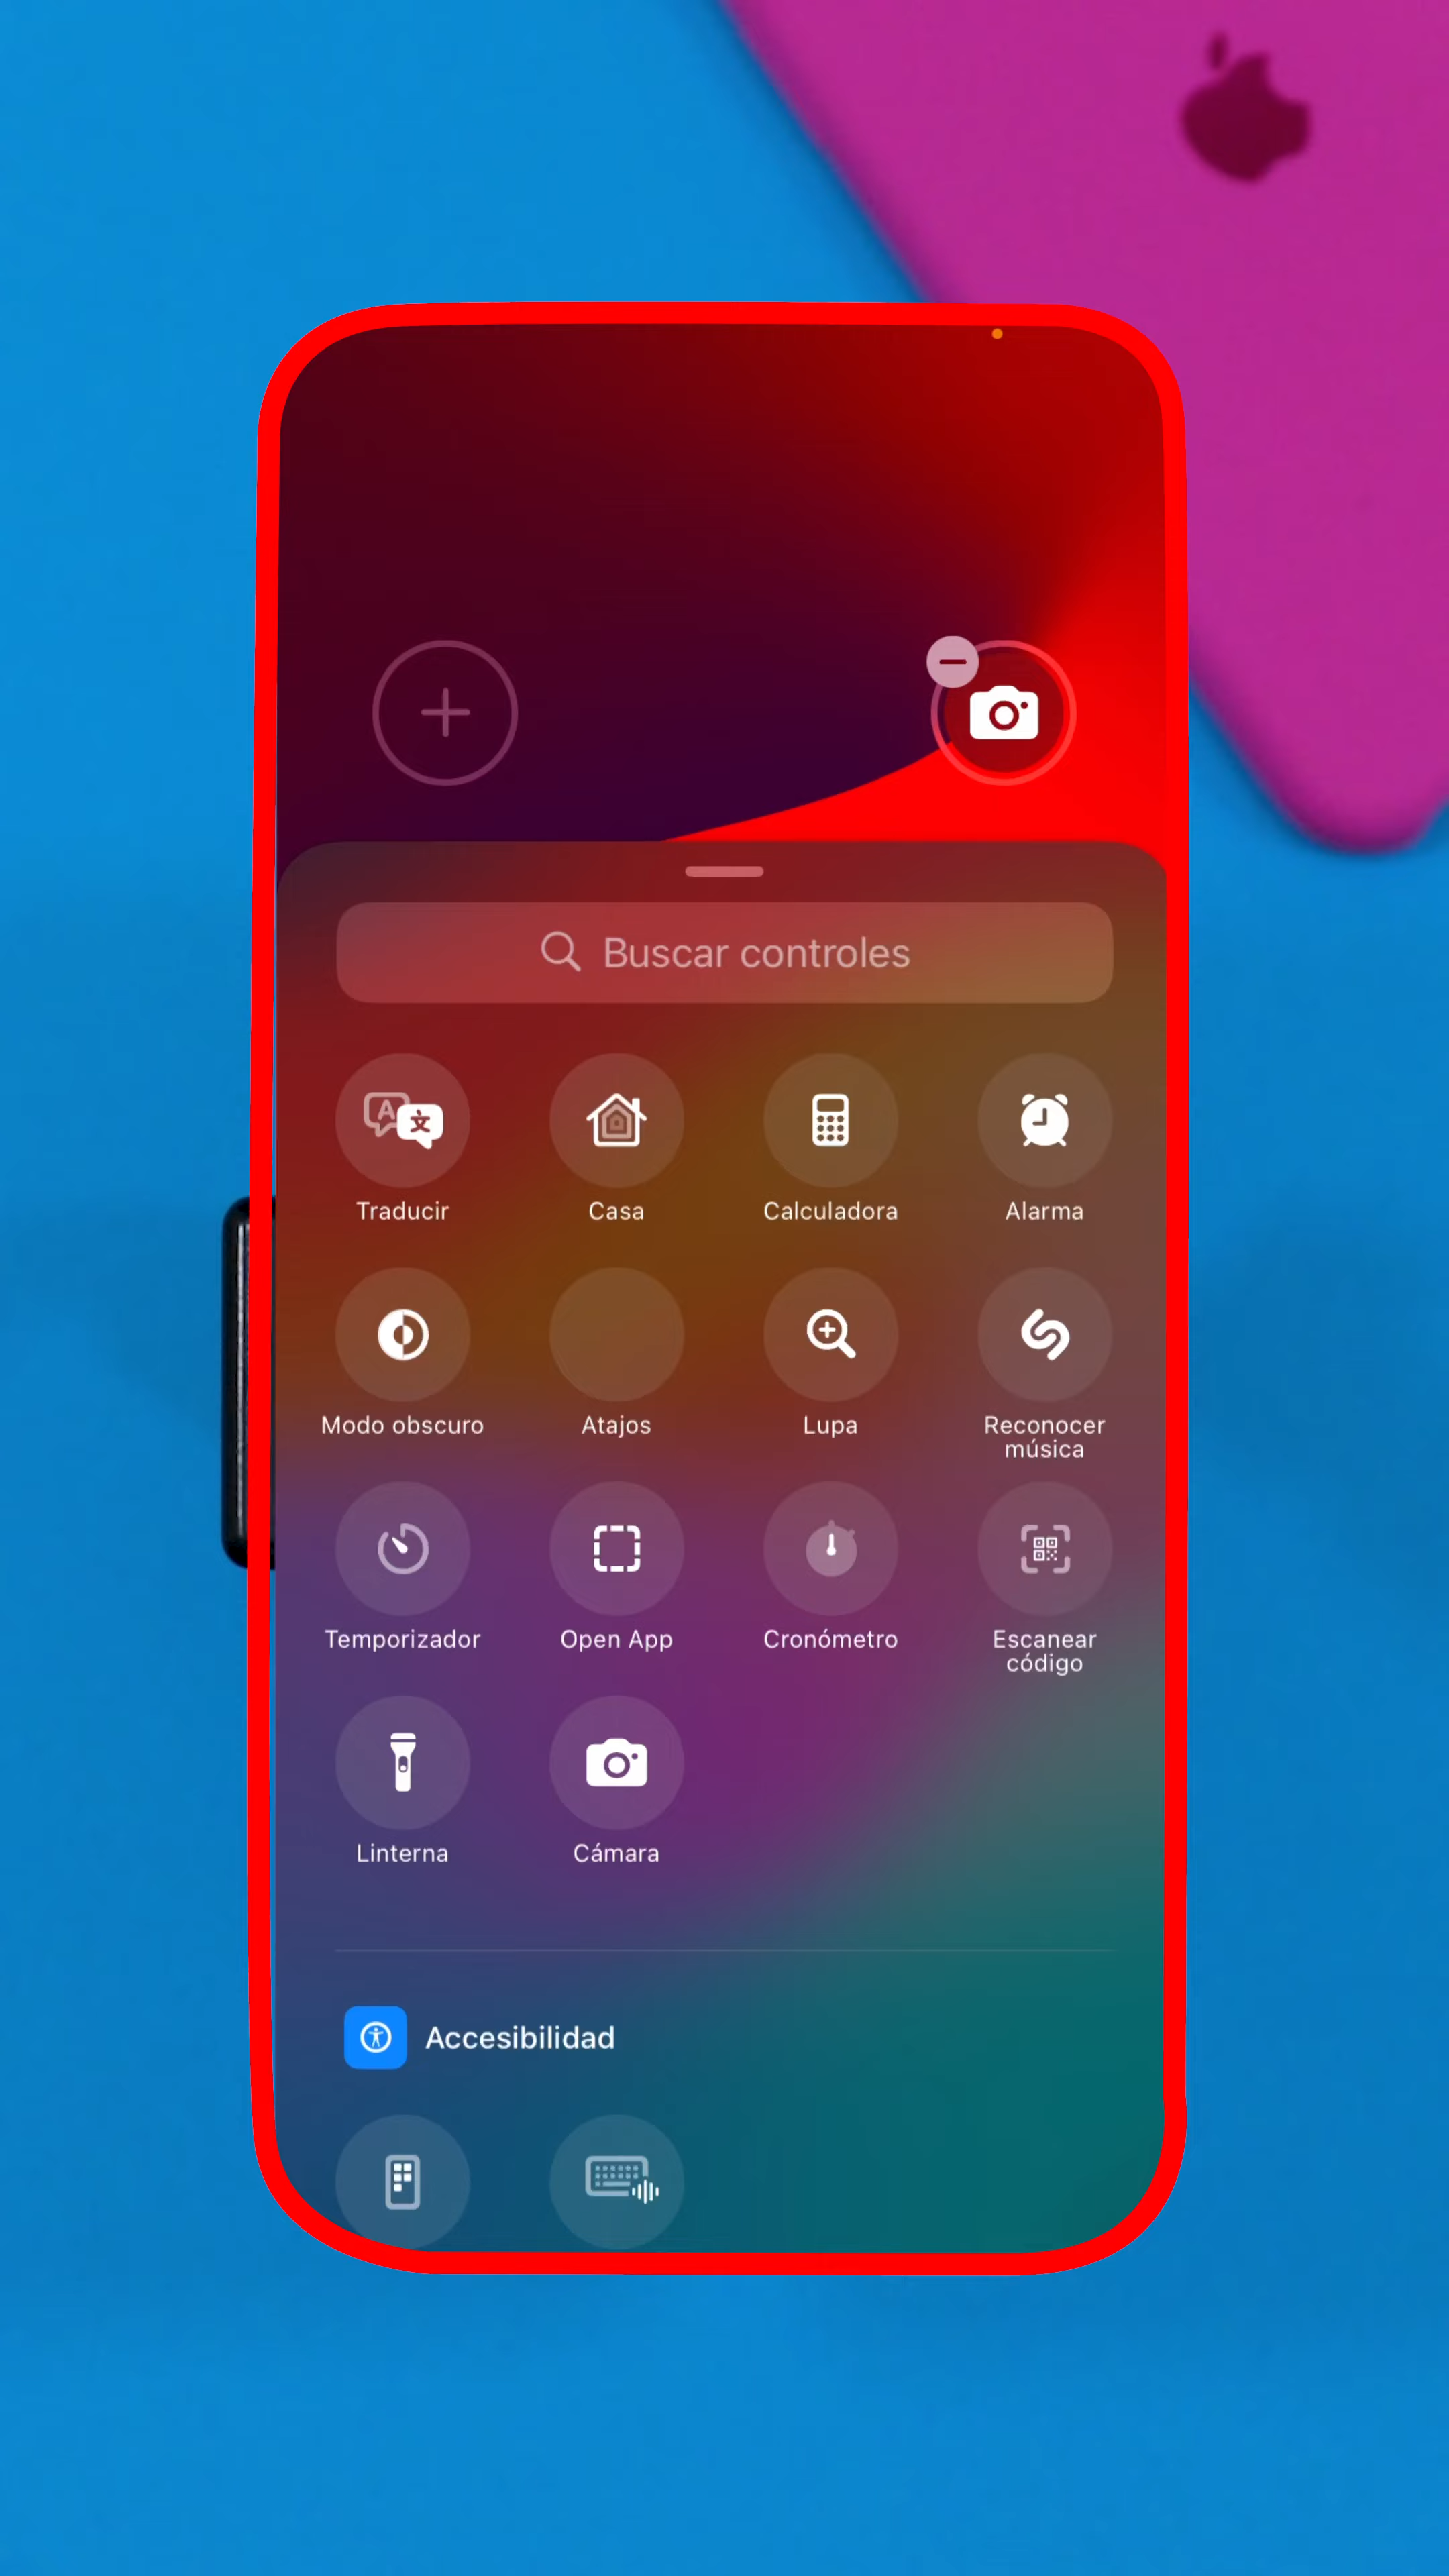 Buscar controles
Traducir
Casa
Calculadora
Alarma
Modo obscuro
Atajos
Lupa
Reconocer
música
Temporizador
Open App
Cronómetro
Escanear
código
Linterna
Cámara
Accesibilidad